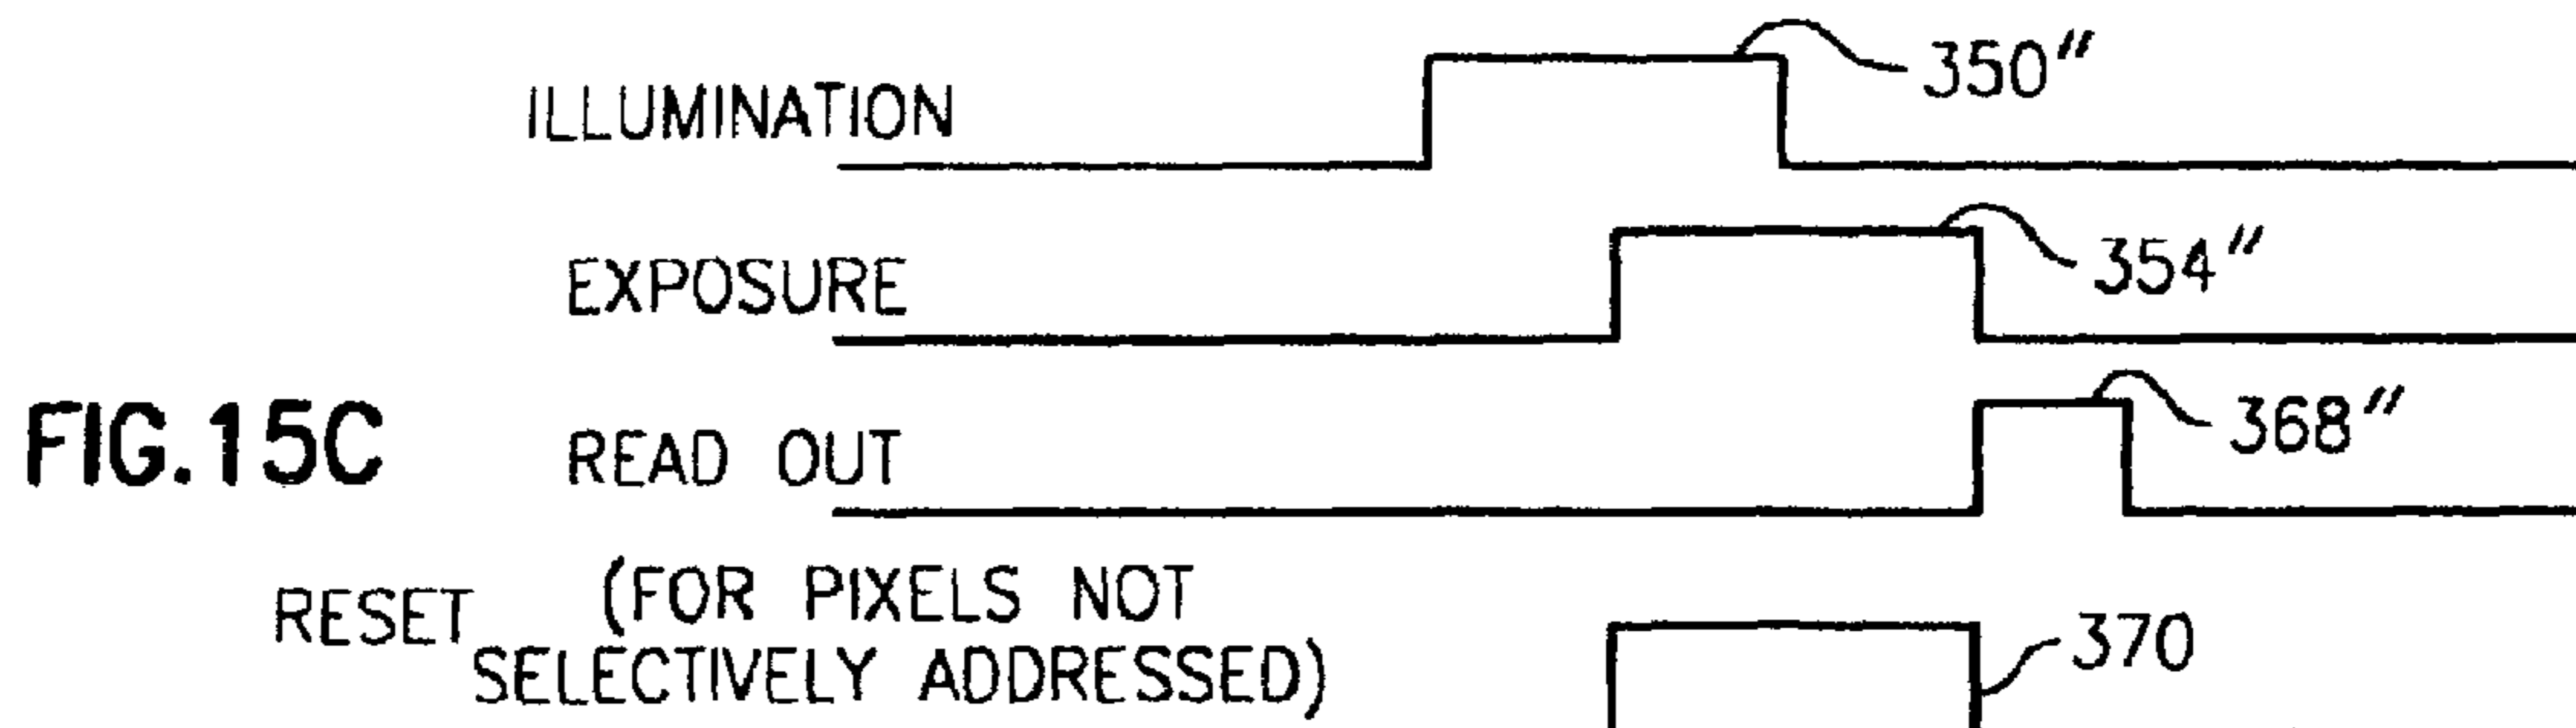 350″
ILLUMINATION
354″
EXPOSURE
368″
FIG.15C
READ OUT
RESET (FOR PIXELS NOT
SELECTIVELY ADDRESSED)
370